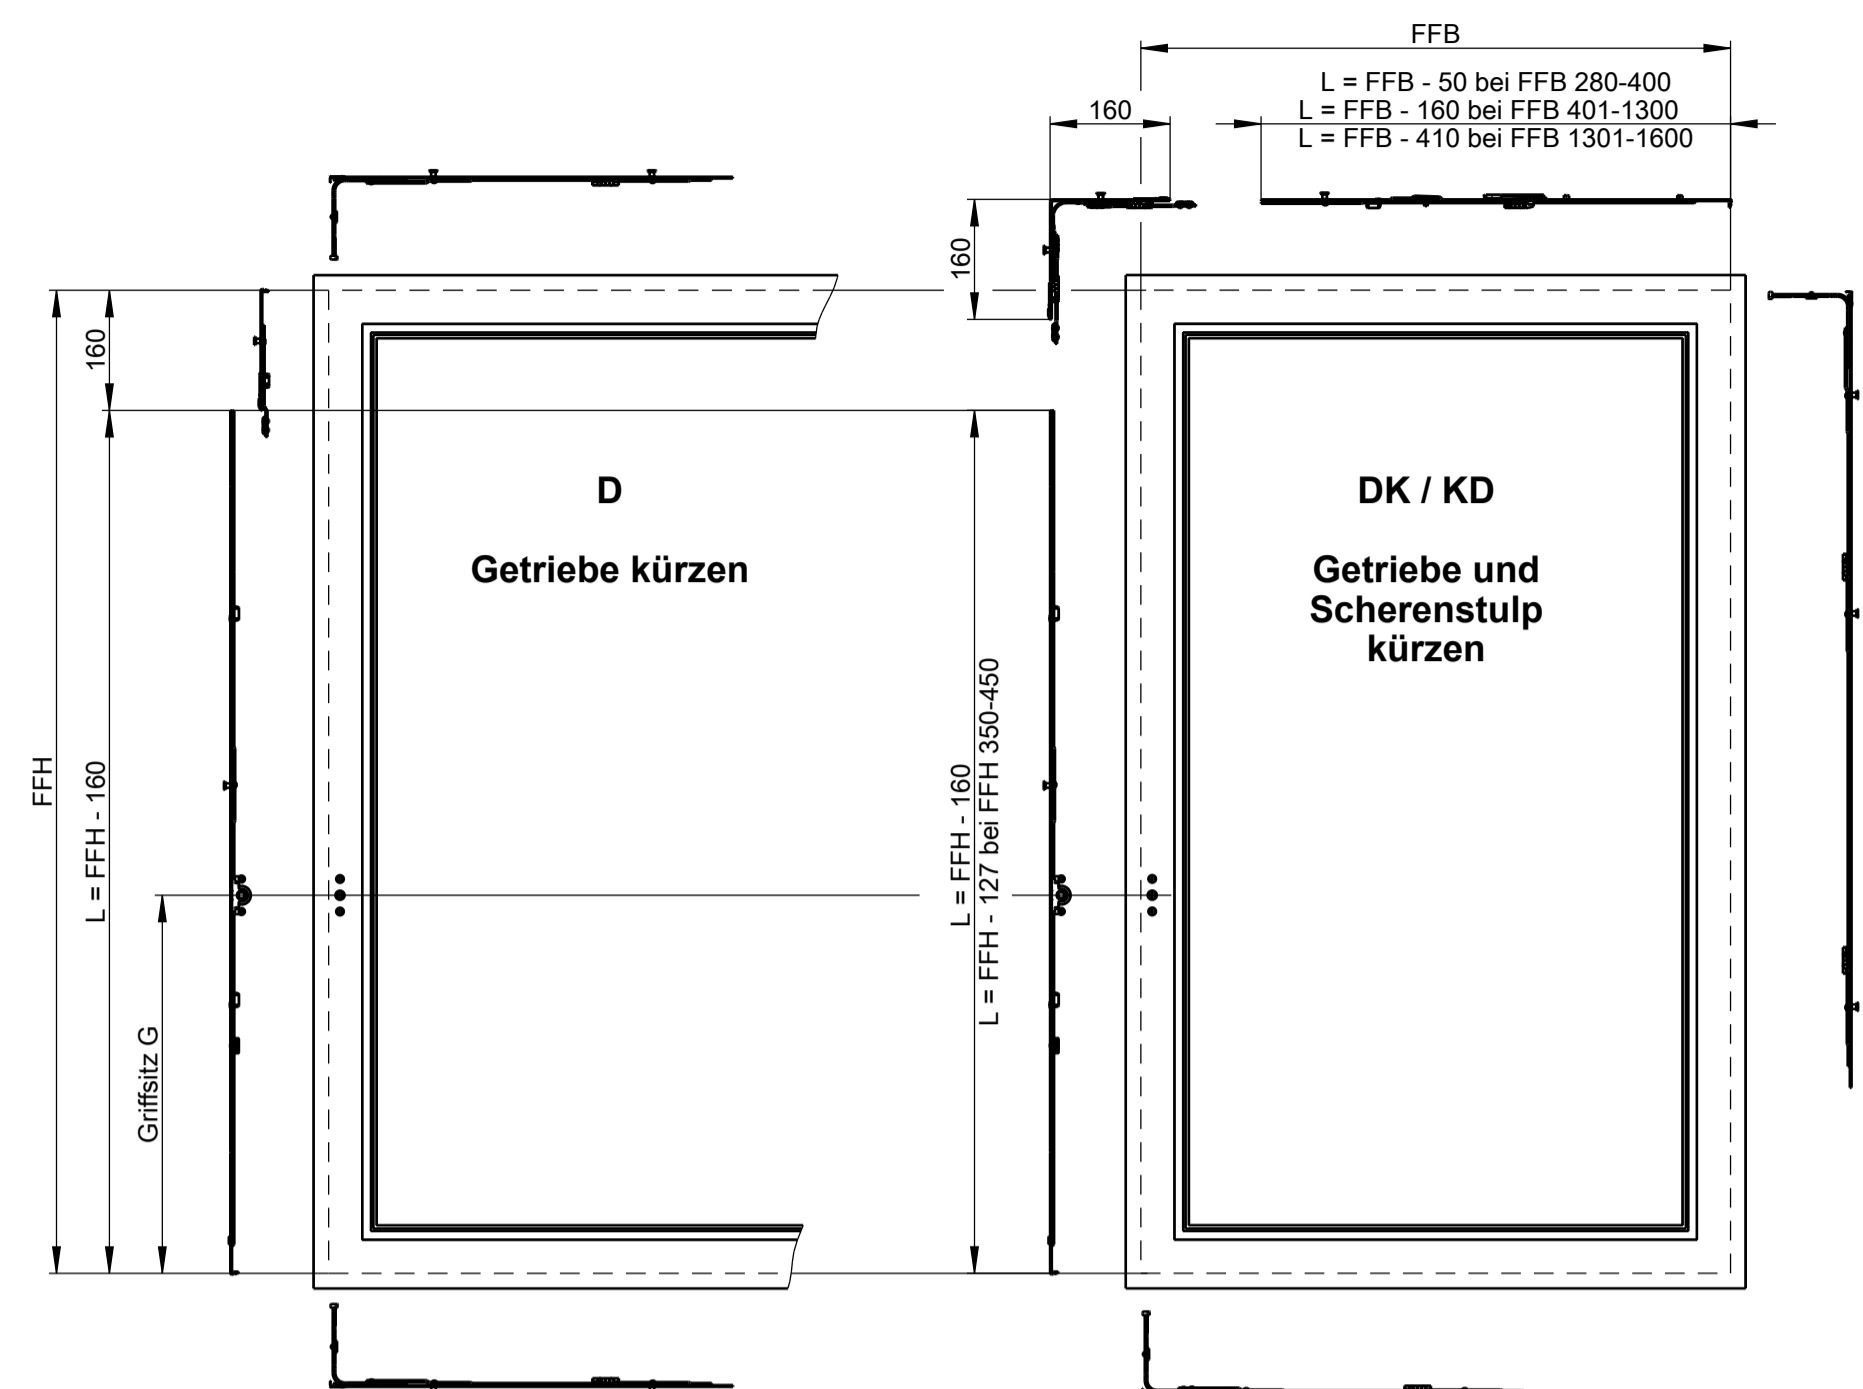 FFB
L = FFB - 50 bei FFB 280-400
L = FFB - 160 bei FFB 401-1300
L = FFB - 410 bei FFB 1301-1600
160
160
160
D
Getriebe kürzen
DK / KD
Getriebe und
Scherenstulp
kürzen
FFH
L = FFH - 160
Griffsitz G
L = FFH - 160
L = FFH - 127 bei FFH 350-450